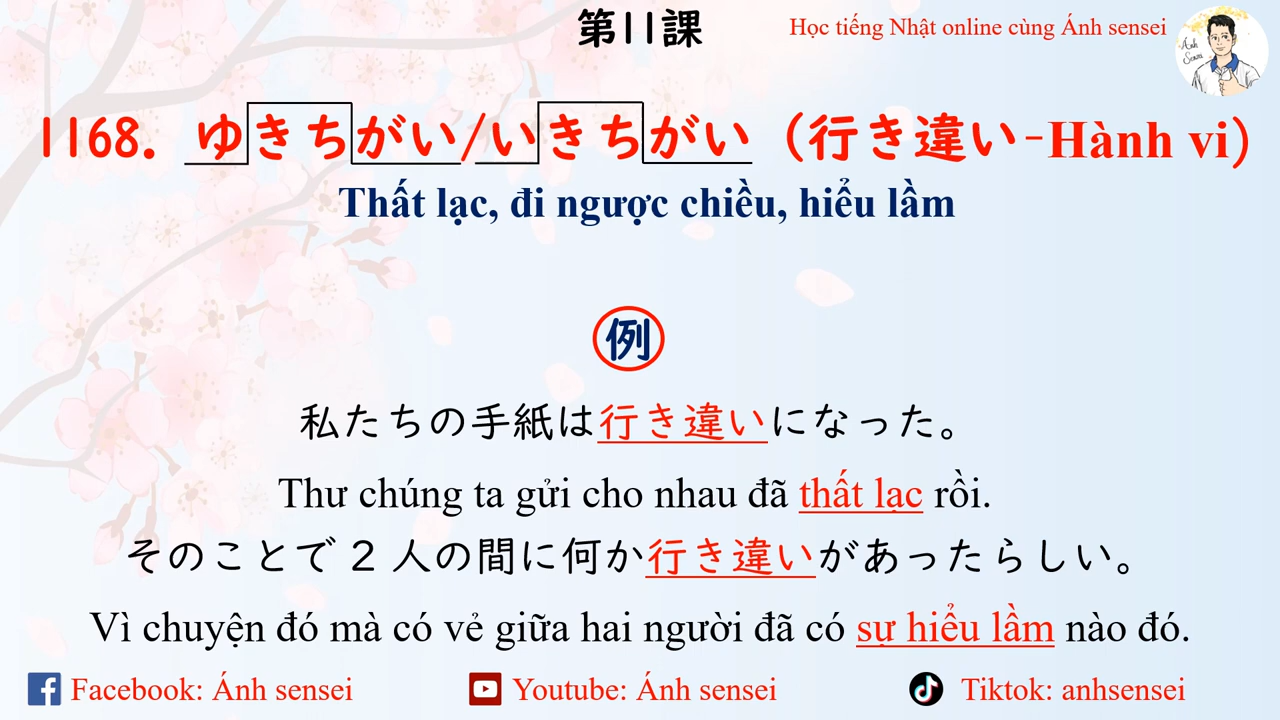 第11課
Học tiếng Nhật online cùng Ánh sensei
Ánh Sensei
1168. ゆきちがい/いきちがい (行き違い-Hành vi)
Thất lạc, đi ngược chiều, hiểu lầm
例
私たちの手紙は行き違いになった。
Thư chúng ta gửi cho nhau đã thất lạc rồi.
そのことで2人の間に何か行き違いがあったらしい。
Vì chuyện đó mà có vẻ giữa hai người đã có sự hiểu lầm nào đó.
Facebook: Ánh sensei
Youtube: Ánh sensei
Tiktok: anhsensei